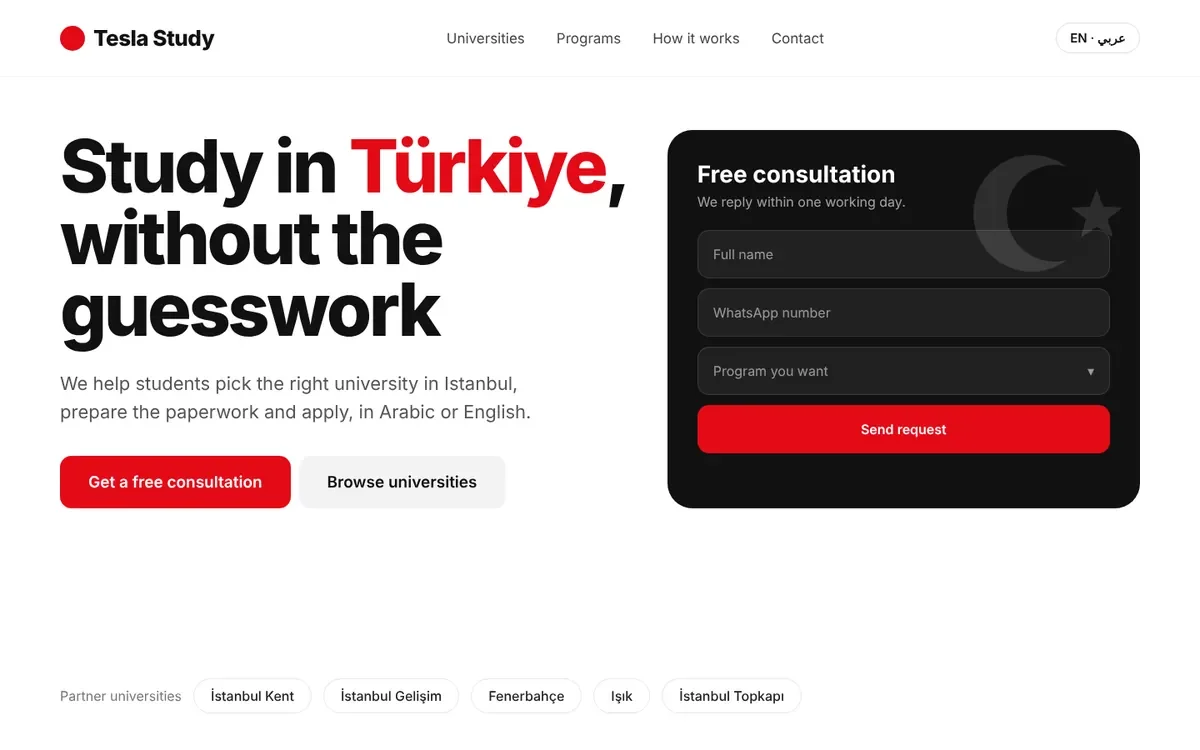 Tesla Study
Universities
Programs
How it works
Contact
EN · عربي
Study in Türkiye,
without the
guesswork
We help students pick the right university in Istanbul,
prepare the paperwork and apply, in Arabic or English.
Get a free consultation
Browse universities
Free consultation
We reply within one working day.
Full name
WhatsApp number
Program you want
Send request
Partner universities
İstanbul Kent
İstanbul Gelişim
Fenerbahçe
Işık
İstanbul Topkapı